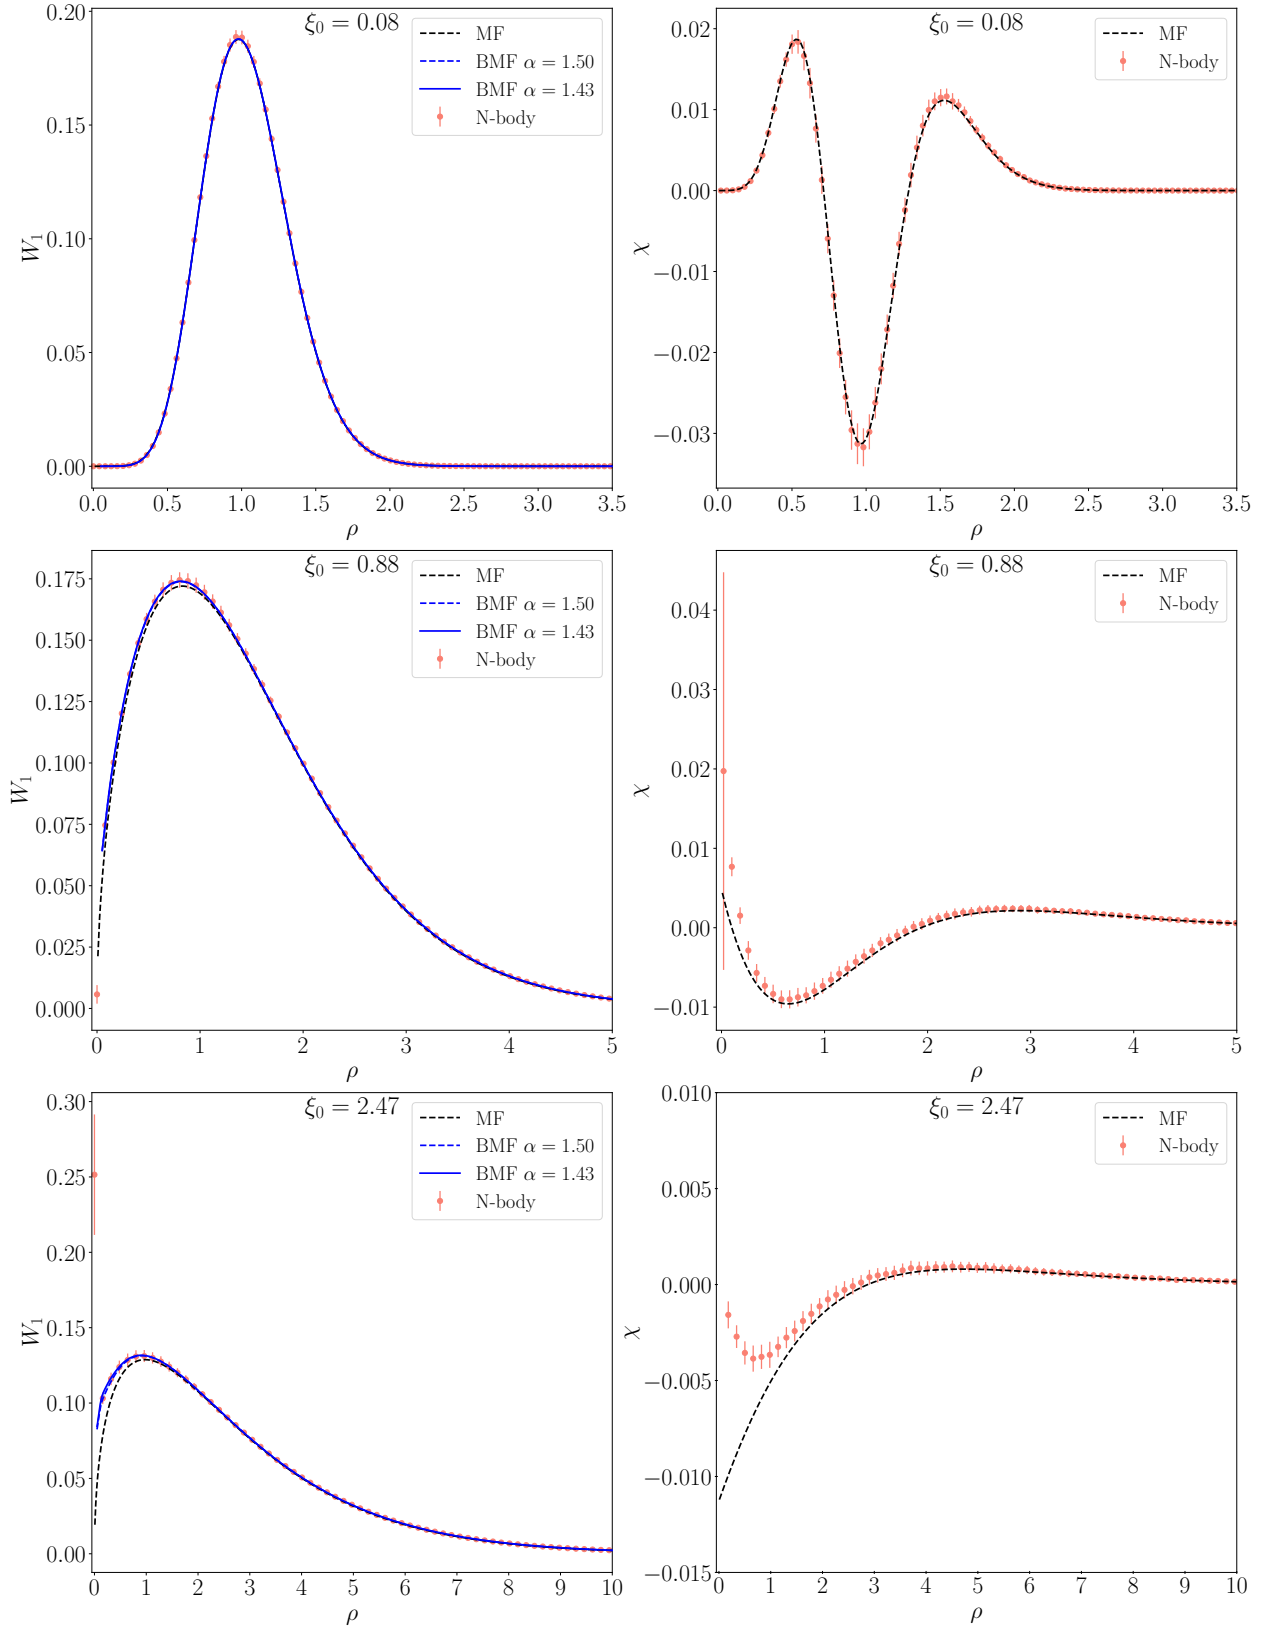 ξ₀ = 0.08
MF
BMF α = 1.50
BMF α = 1.43
N-body
0.20
0.15
0.10
0.05
0.00
W₁
0.0 0.5 1.0 1.5 2.0 2.5 3.0 3.5
ρ
ξ₀ = 0.08
MF
N-body
0.02
0.01
0.00
−0.01
−0.02
−0.03
χ
0.0 0.5 1.0 1.5 2.0 2.5 3.0 3.5
ρ
ξ₀ = 0.88
MF
BMF α = 1.50
BMF α = 1.43
N-body
0.175
0.150
0.125
0.100
0.075
0.050
0.025
0.000
W₁
0 1 2 3 4 5
ρ
ξ₀ = 0.88
MF
N-body
0.04
0.03
0.02
0.01
0.00
−0.01
χ
0 1 2 3 4 5
ρ
ξ₀ = 2.47
MF
BMF α = 1.50
BMF α = 1.43
N-body
0.30
0.25
0.20
0.15
0.10
0.05
0.00
W₁
0 1 2 3 4 5 6 7 8 9 10
ρ
ξ₀ = 2.47
MF
N-body
0.010
0.005
0.000
−0.005
−0.010
−0.015
χ
0 1 2 3 4 5 6 7 8 9 10
ρ